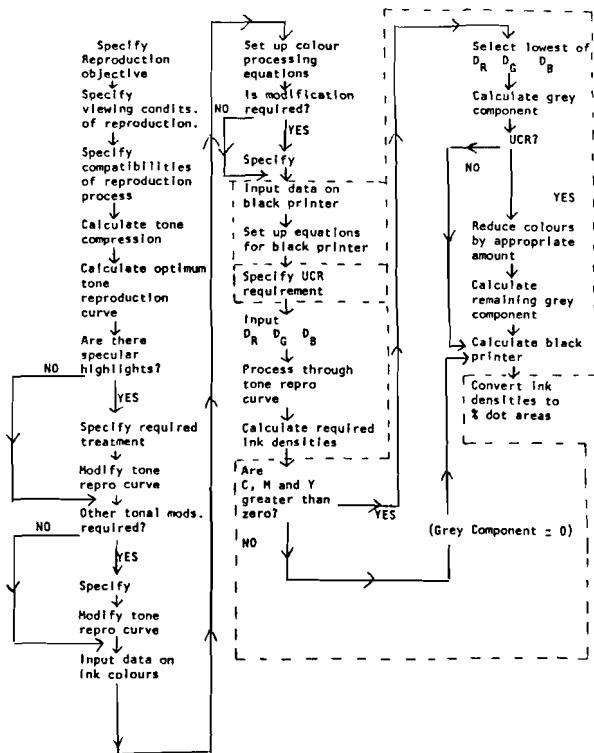 Specify
Reproduction
objective
Specify
viewing condits.
of reproduction.
Specify
compatibilities
of reproduction
process
Calculate tone
compression
Calculate optimum
tone
reproduction
curve
Are there
specular
highlights?
NO
YES
Specify required
treatment
Modify tone
repro curve
Other tonal mods.
required?
NO
YES
Specify
Modify tone
repro curve
Input data on
ink colours
Set up colour
processing
equations
Is modification
required?
NO
YES
Specify
Input data on
black printer
Set up equations
for black printer
Specify UCR
requirement
Input
DR DG DB
Process through
tone repro
curve
Calculate required
ink densities
Are
C, M and Y
greater than
zero?
YES
NO
Select lowest of
DR DG DB
Calculate grey
component
UCR?
NO
YES
Reduce colours
by appropriate
amount
Calculate
remaining grey
component
Calculate black
printer
Convert ink
densities to
% dot areas
(Grey Component = 0)